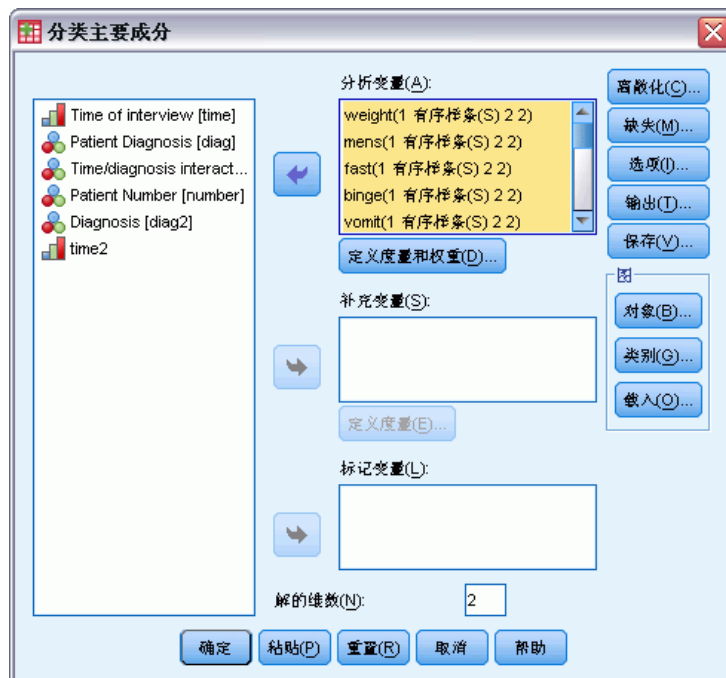 分类主要成分
分析变量(A):
Time of interview [time]
Patient Diagnosis [diag]
Time/diagnosis interact...
Patient Number [number]
Diagnosis [diag2]
time2
weight(1 有序样条(S) 2 2)
mens(1 有序样条(S) 2 2)
fast(1 有序样条(S) 2 2)
binge(1 有序样条(S) 2 2)
vomit(1 有序样条(S) 2 2)
定义度量和权重(D)...
补充变量(S):
定义度量(E)...
标记变量(L):
解的维数(N):
2
离散化(C)...
缺失(M)...
选项(I)...
输出(T)...
保存(V)...
图
对象(B)...
类别(G)...
载入(O)...
确定
粘贴(P)
重置(R)
取消
帮助